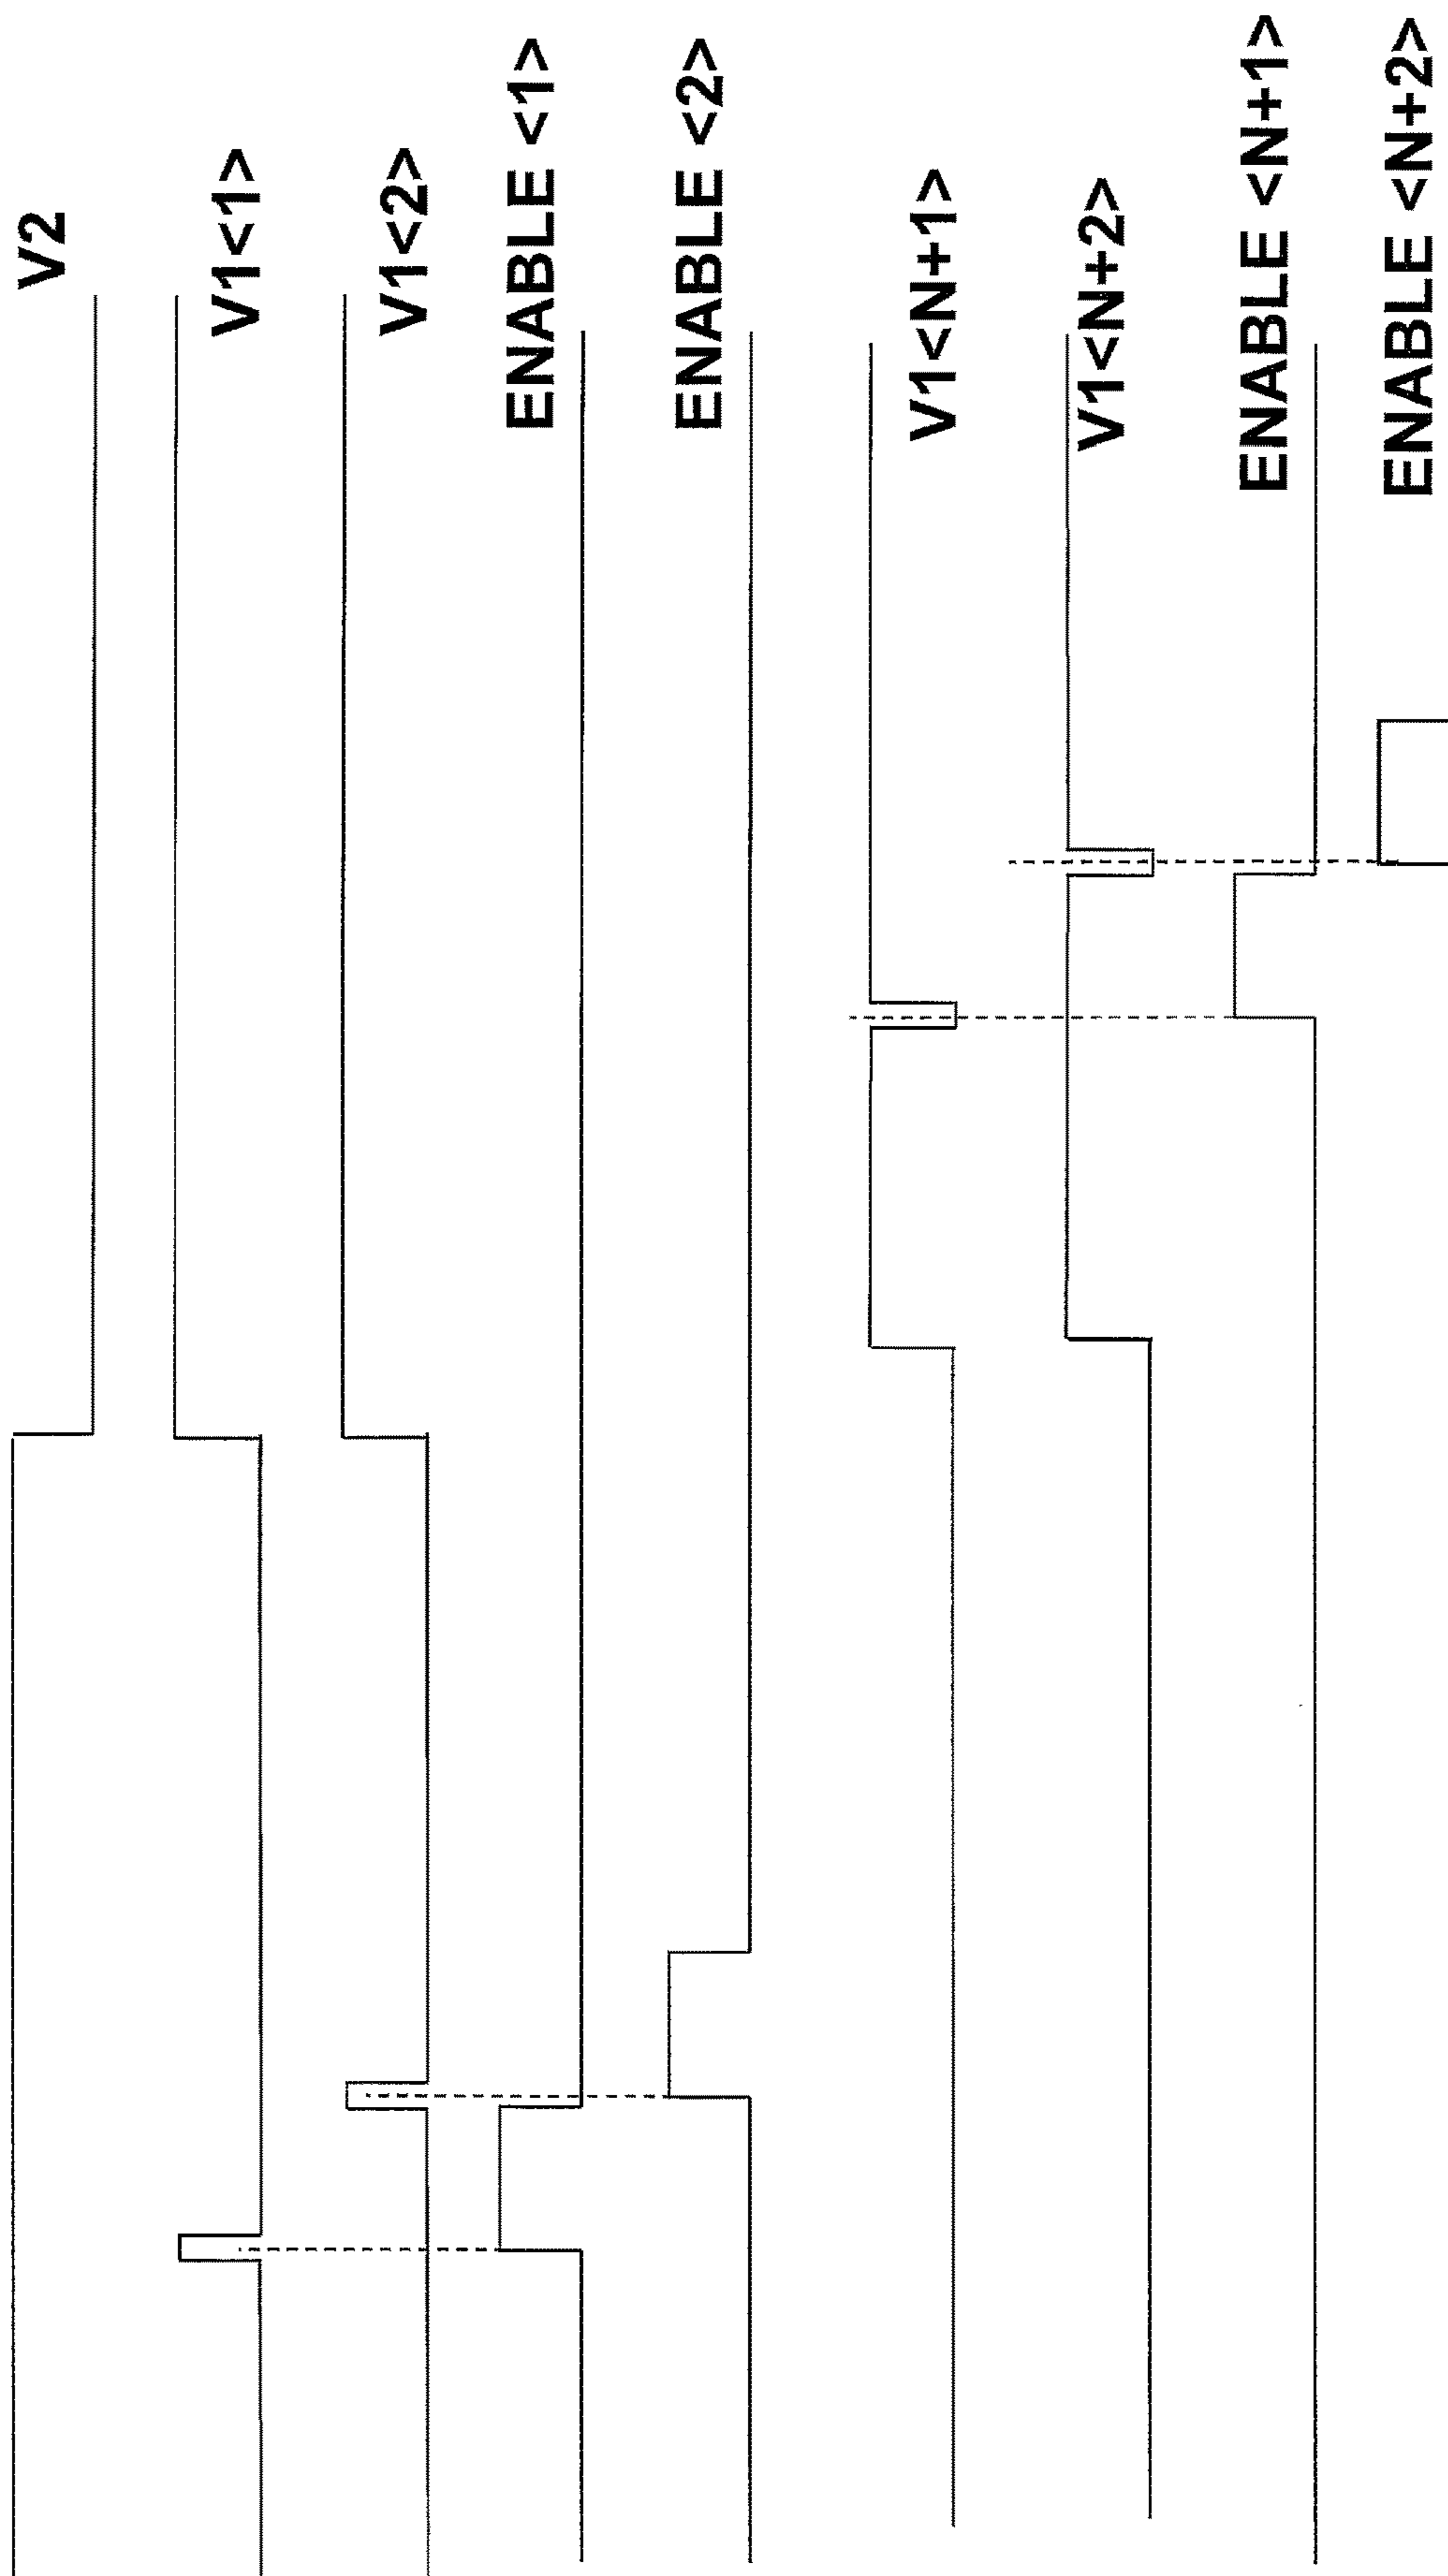 V2
V1<1>
V1<2>
ENABLE <1>
ENABLE <2>
V1<N+1>
V1<N+2>
ENABLE <N+1>
ENABLE <N+2>